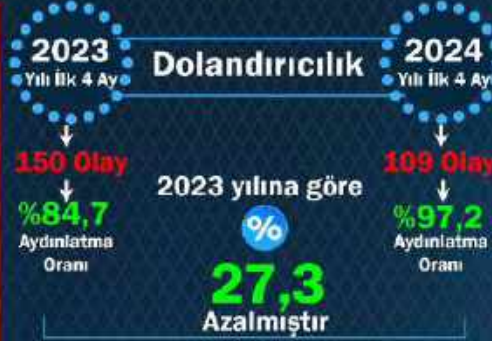 2023
Yılı İlk 4 Ay
Dolandırıcılık
2024
Yılı İlk 4 Ay
150 Olay
109 Olay
%84,7
Aydınlatma
Oranı
2023 yılına göre
%
27,3
Azalmıştır
%97,2
Aydınlatma
Oranı